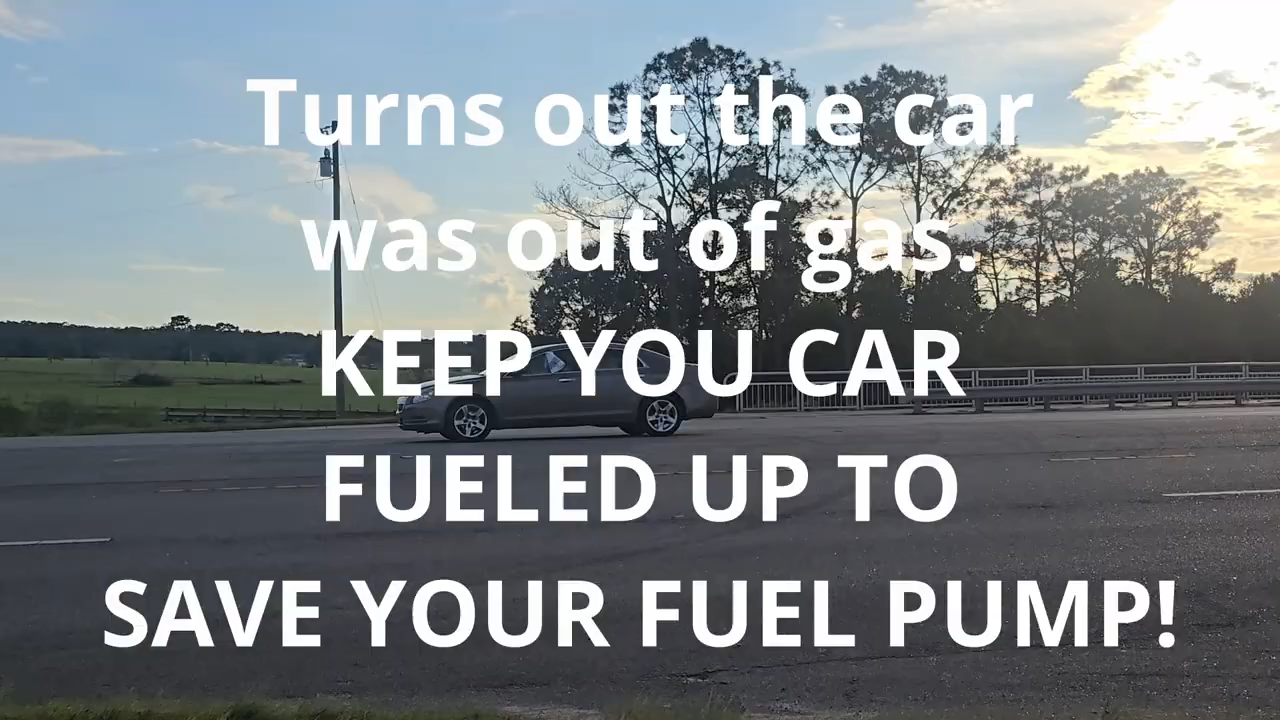 Turns out the car
was out of gas.
KEEP YOU CAR
FUELED UP TO
SAVE YOUR FUEL PUMP!